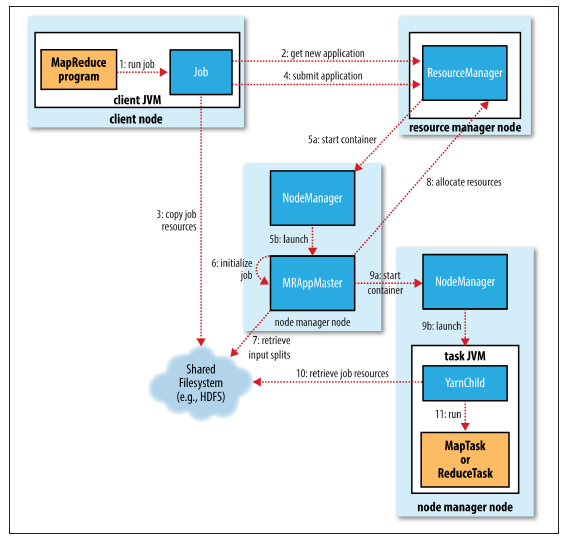 MapReduce
program
1: run job
Job
client JVM
client node
2: get new application
4: submit application
ResourceManager
resource manager node
5a: start container
8: allocate resources
3: copy job
resources
NodeManager
5b: launch
6: initialize
job
MRAppMaster
node manager node
9a: start
container
NodeManager
9b: launch
7: retrieve
input splits
Shared
Filesystem
(e.g., HDFS)
10: retrieve job resources
task JVM
YarnChild
11: run
MapTask
or
ReduceTask
node manager node